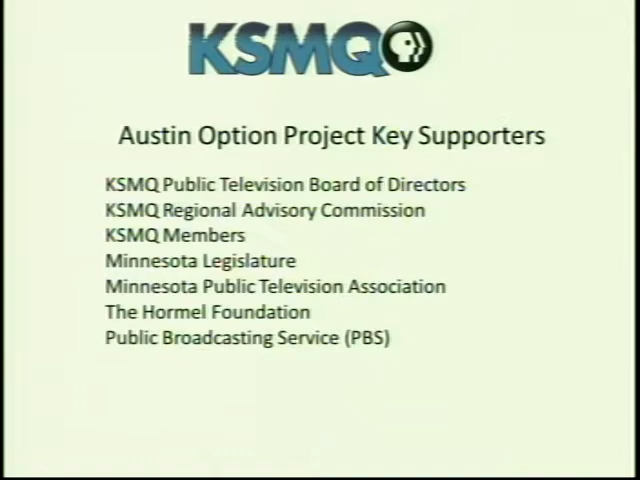 KSMQ
Austin Option Project Key Supporters
KSMQ Public Television Board of Directors
KSMQ Regional Advisory Commission
KSMQ Members
Minnesota Legislature
Minnesota Public Television Association
The Hormel Foundation
Public Broadcasting Service (PBS)